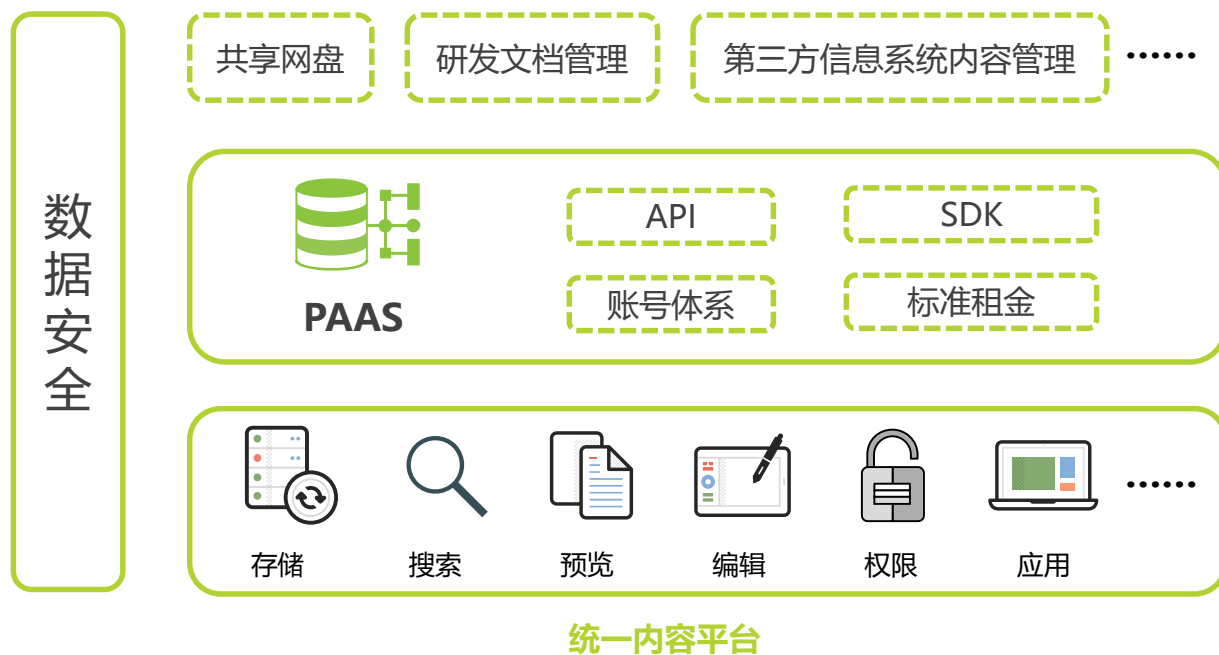 数据安全
共享网盘
研发文档管理
第三方信息系统内容管理
······
PAAS
API
SDK
账号体系
标准租金
存储
搜索
预览
编辑
权限
应用
······
统一内容平台